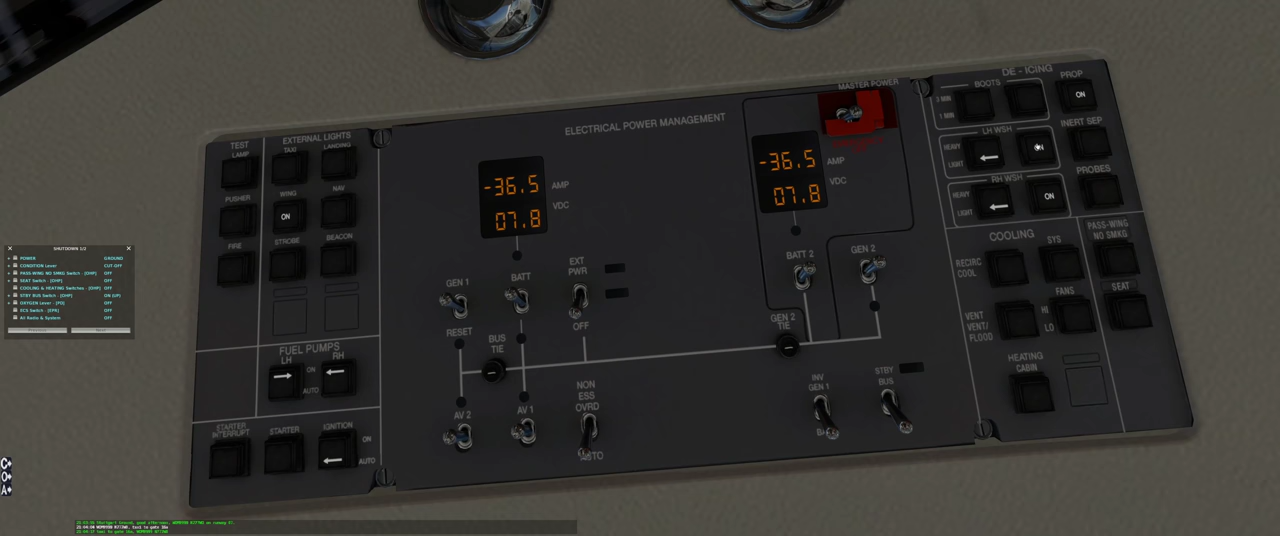 TEST
LAMP
PUSHER
FIRE
EXTERNAL LIGHTS
TAXI
LANDING
WING
NAV
ON
STROBE
BEACON
FUEL PUMPS
LH
RH
ON
AUTO
STARTER
INTERRUPT
STARTER
IGNITION
ON
AUTO
ELECTRICAL POWER MANAGEMENT
-36.5
AMP
07.8
VDC
GEN 1
BATT
EXT
PWR
OFF
RESET
BUS
TIE
NON
ESS
OVRD
AV 2
AV 1
AUTO
MASTER POWER
-36.5
AMP
07.8
VDC
BATT 2
GEN 2
GEN 2
TIE
INV
GEN 1
STBY
BUS
DE - ICING
BOOTS
3 MIN
1 MIN
PROP
ON
LH WSH
HEAVY
LIGHT
INERT SEP
RH WSH
HEAVY
LIGHT
ON
PROBES
COOLING
SYS
RECIRC
COOL
FANS
VENT
VENT/
FLOOD
HI
LO
HEATING
CABIN
PASS-WING
NO SMKG
SEAT
SHUTDOWN 1/2
POWER GROUND
CONDITION Lever CUT-OFF
PASS-WING NO SMKG Switch - [OHP] OFF
SEAT Switch - [OHP] OFF
COOLING & HEATING Switches - [OHP] OFF
STBY BUS Switch - [OHP] ON (UP)
OXYGEN Lever - [FO] OFF
ECS Switch - [EPR] OFF
All Radio & System OFF
Previous
Next